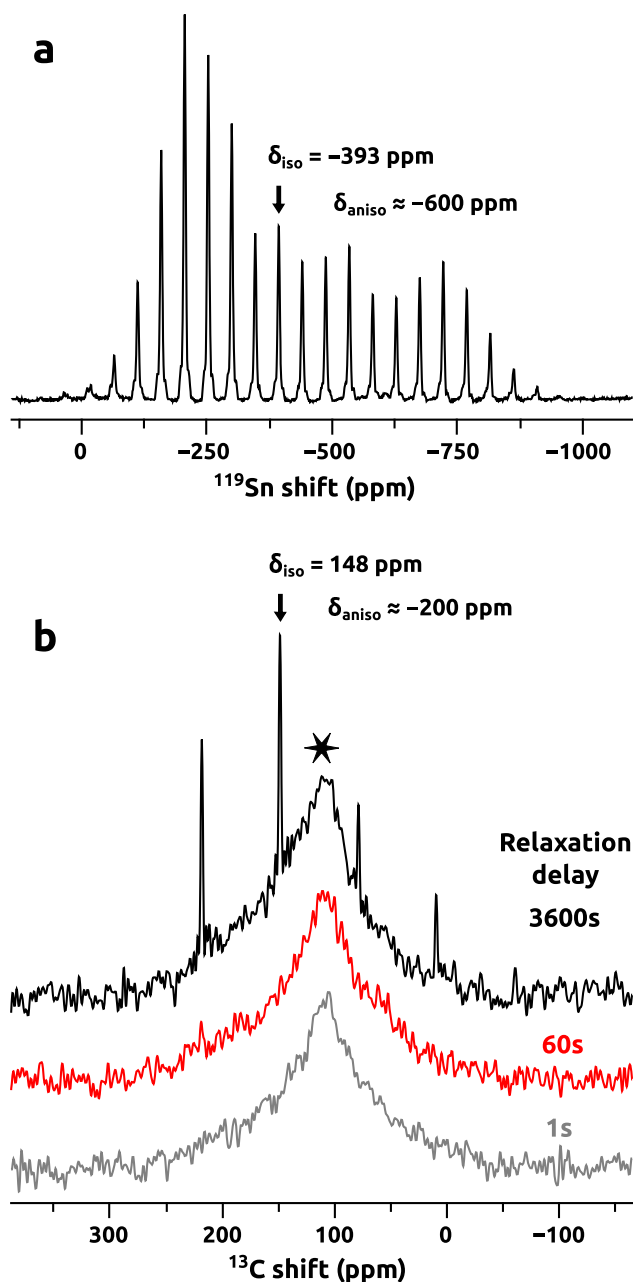 a
δiso = −393 ppm
δaniso ≈ −600 ppm
0 −250 −500 −750 −1000
¹¹⁹Sn shift (ppm)
δiso = 148 ppm
δaniso ≈ −200 ppm
b
Relaxation
delay
3600s
60s
1s
300 200 100 0 −100
¹³C shift (ppm)